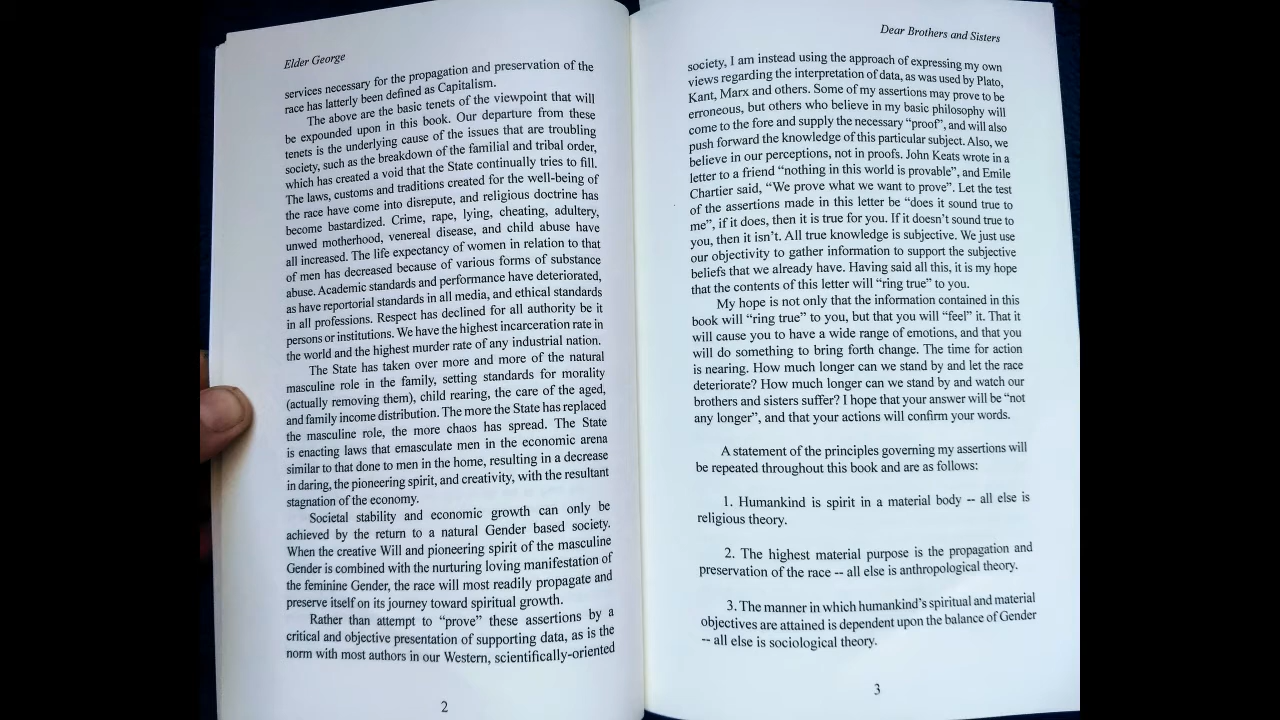 Elder George
services necessary for the propagation and preservation of the
race has latterly been defined as Capitalism.
The above are the basic tenets of the viewpoint that will
be expounded upon in this book. Our departure from these
tenets is the underlying cause of the issues that are troubling
society, such as the breakdown of the familial and tribal order,
which has created a void that the State continually tries to fill.
The laws, customs and traditions created for the well-being of
the race have come into disrepute, and religious doctrine has
become bastardized. Crime, rape, lying, cheating, adultery,
unwed motherhood, venereal disease, and child abuse have
all increased. The life expectancy of women in relation to that
of men has decreased because of various forms of substance
abuse. Academic standards and performance have deteriorated,
as have reportorial standards in all media, and ethical standards
in all professions. Respect has declined for all authority be it
persons or institutions. We have the highest incarceration rate in
the world and the highest murder rate of any industrial nation.
The State has taken over more and more of the natural
masculine role in the family, setting standards for morality
(actually removing them), child rearing, the care of the aged,
and family income distribution. The more the State has replaced
the masculine role, the more chaos has spread. The State
is enacting laws that emasculate men in the economic arena
similar to that done to men in the home, resulting in a decrease
in daring, the pioneering spirit, and creativity, with the resultant
stagnation of the economy.
Societal stability and economic growth can only be
achieved by the return to a natural Gender based society.
When the creative Will and pioneering spirit of the masculine
Gender is combined with the nurturing loving manifestation of
the feminine Gender, the race will most readily propagate and
preserve itself on its journey toward spiritual growth.
Rather than attempt to “prove” these assertions by a
critical and objective presentation of supporting data, as is the
norm with most authors in our Western, scientifically-oriented
2
Dear Brothers and Sisters
society, I am instead using the approach of expressing my own
views regarding the interpretation of data, as was used by Plato,
Kant, Marx and others. Some of my assertions may prove to be
erroneous, but others who believe in my basic philosophy will
come to the fore and supply the necessary “proof”, and will also
push forward the knowledge of this particular subject. Also, we
believe in our perceptions, not in proofs. John Keats wrote in a
letter to a friend “nothing in this world is provable”, and Emile
Chartier said, “We prove what we want to prove”. Let the test
of the assertions made in this letter be “does it sound true to
me”, if it does, then it is true for you. If it doesn’t sound true to
you, then it isn’t. All true knowledge is subjective. We just use
our objectivity to gather information to support the subjective
beliefs that we already have. Having said all this, it is my hope
that the contents of this letter will “ring true” to you.
My hope is not only that the information contained in this
book will “ring true” to you, but that you will “feel” it. That it
will cause you to have a wide range of emotions, and that you
will do something to bring forth change. The time for action
is nearing. How much longer can we stand by and let the race
deteriorate? How much longer can we stand by and watch our
brothers and sisters suffer? I hope that your answer will be “not
any longer”, and that your actions will confirm your words.
A statement of the principles governing my assertions will
be repeated throughout this book and are as follows:
1. Humankind is spirit in a material body -- all else is
religious theory.
2. The highest material purpose is the propagation and
preservation of the race -- all else is anthropological theory.
3. The manner in which humankind’s spiritual and material
objectives are attained is dependent upon the balance of Gender
-- all else is sociological theory.
3